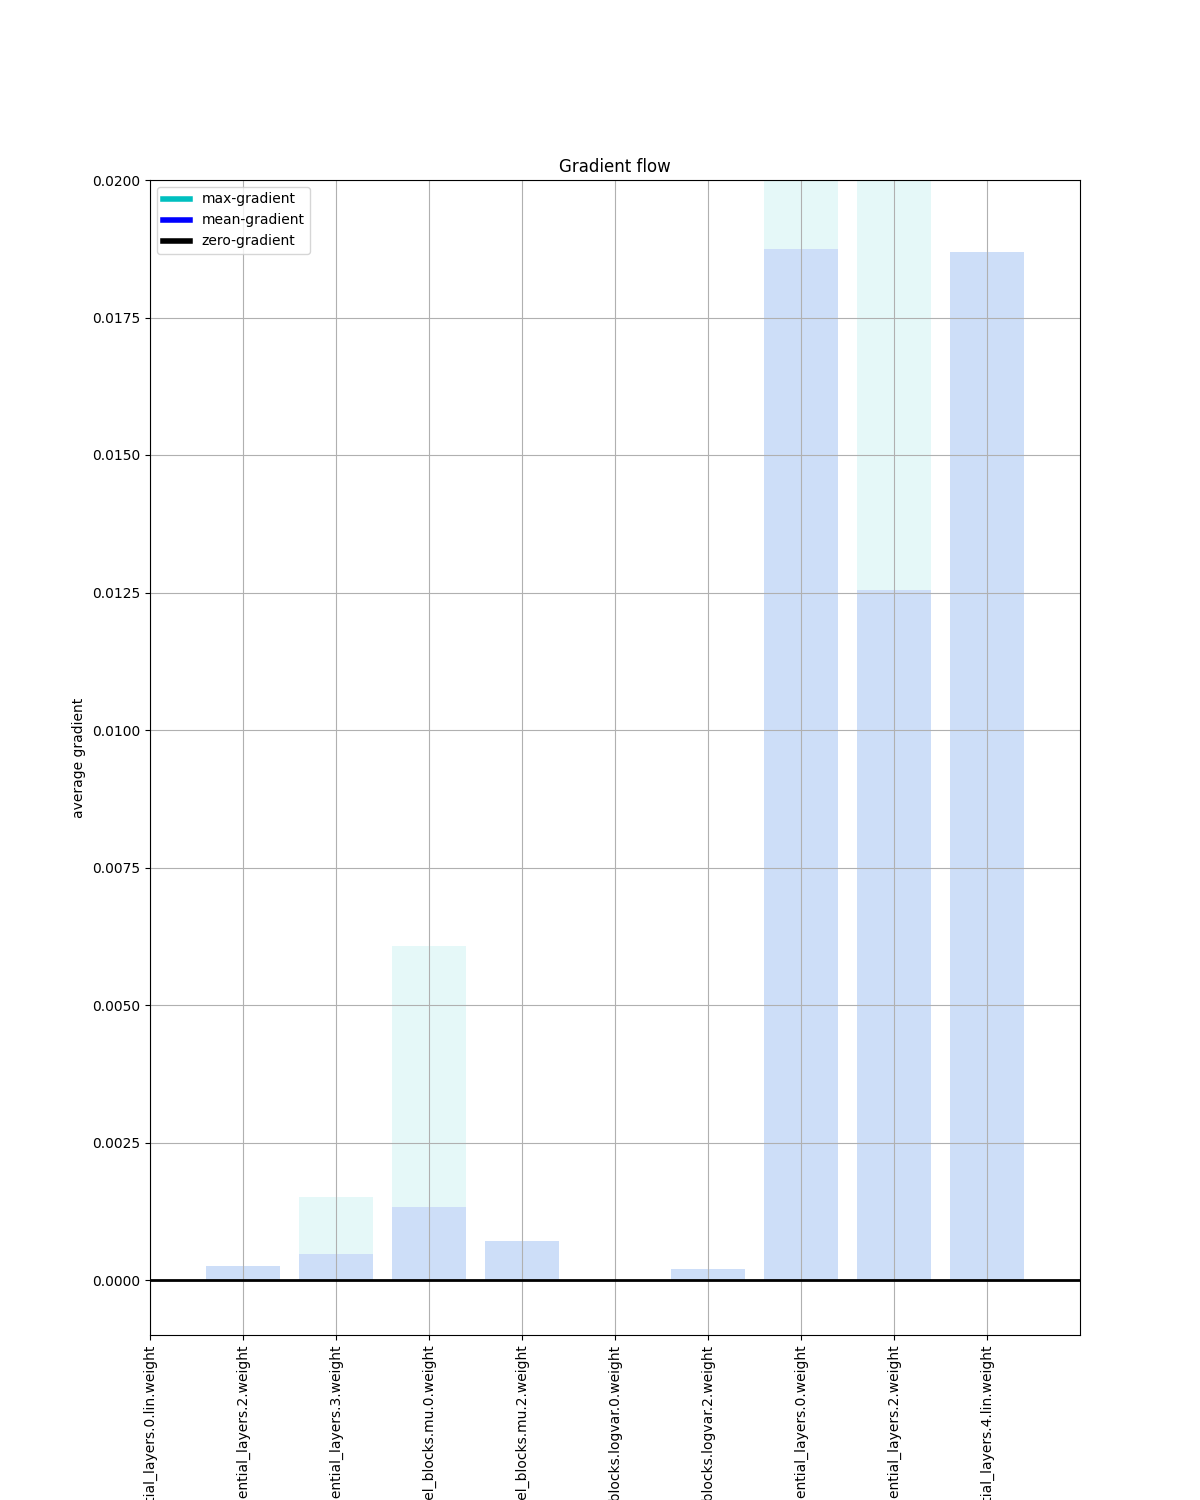 Gradient flow
max-gradient
mean-gradient
zero-gradient
0.0200
0.0175
0.0150
0.0125
0.0100
0.0075
0.0050
0.0025
0.0000
average gradient
tial_layers.0.lin.weight
ential_layers.2.weight
ential_layers.3.weight
el_blocks.mu.0.weight
el_blocks.mu.2.weight
blocks.logvar.0.weight
blocks.logvar.2.weight
ential_layers.0.weight
ential_layers.2.weight
tial_layers.4.lin.weight